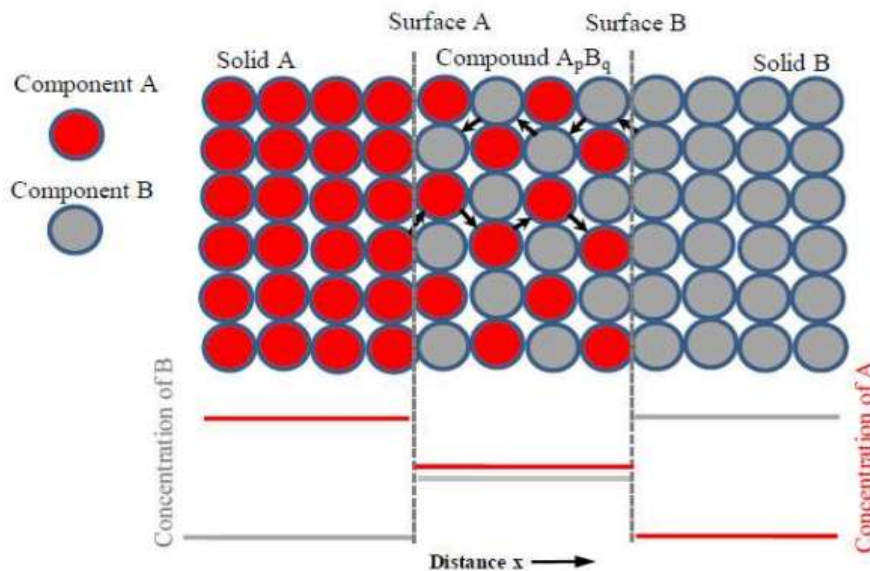 Surface A
Surface B
Solid A
Compound ApBq
Solid B
Component A
Component B
Concentration of B
Concentration of A
Distance x